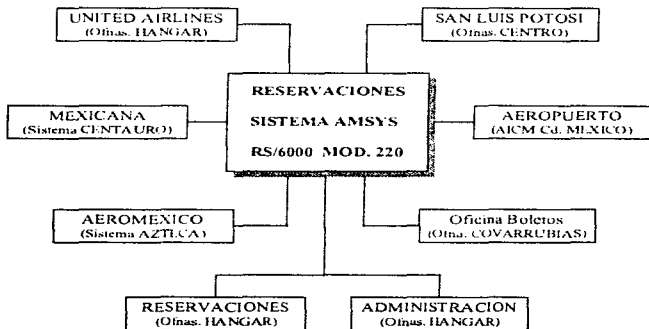 UNITED AIRLINES
(Ofnas. HANGAR)
SAN LUIS POTOSI
(Ofnas. CENTRO)
RESERVACIONES
SISTEMA AMSYS
RS/6000 MOD. 220
MEXICANA
(Sistema CENTAURO)
AEROPUERTO
(AICM Cd. MEXICO)
AEROMEXICO
(Sistema AZTECA)
Oficina Boletos
(Ofna. COVARRUBIAS)
RESERVACIONES
(Ofnas. HANGAR)
ADMINISTRACION
(Ofnas. HANGAR)